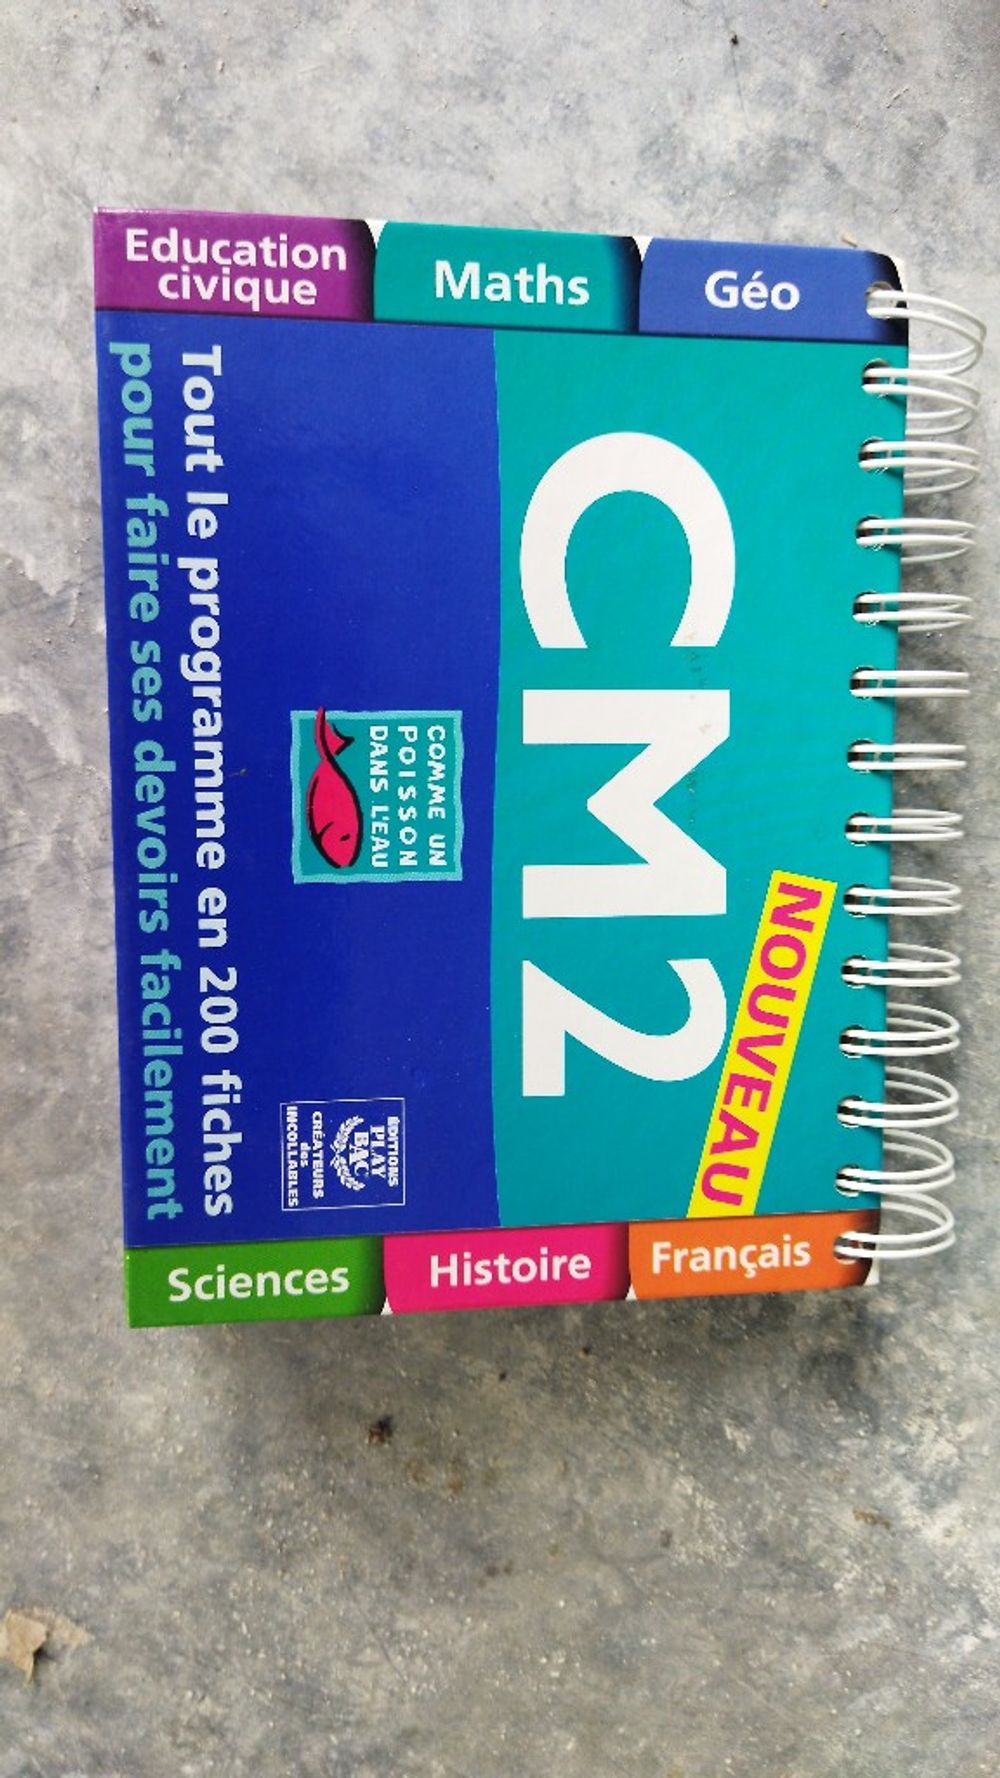 Education
civique
Maths
Géo
CM2
NOUVEAU
COMME UN
POISSON
DANS L'EAU
ÉDITIONS
PLAY
BAC
CRÉATEURS
des
INCOLLABLES
Tout le programme en 200 fiches
pour faire ses devoirs facilement
Sciences
Histoire
Français